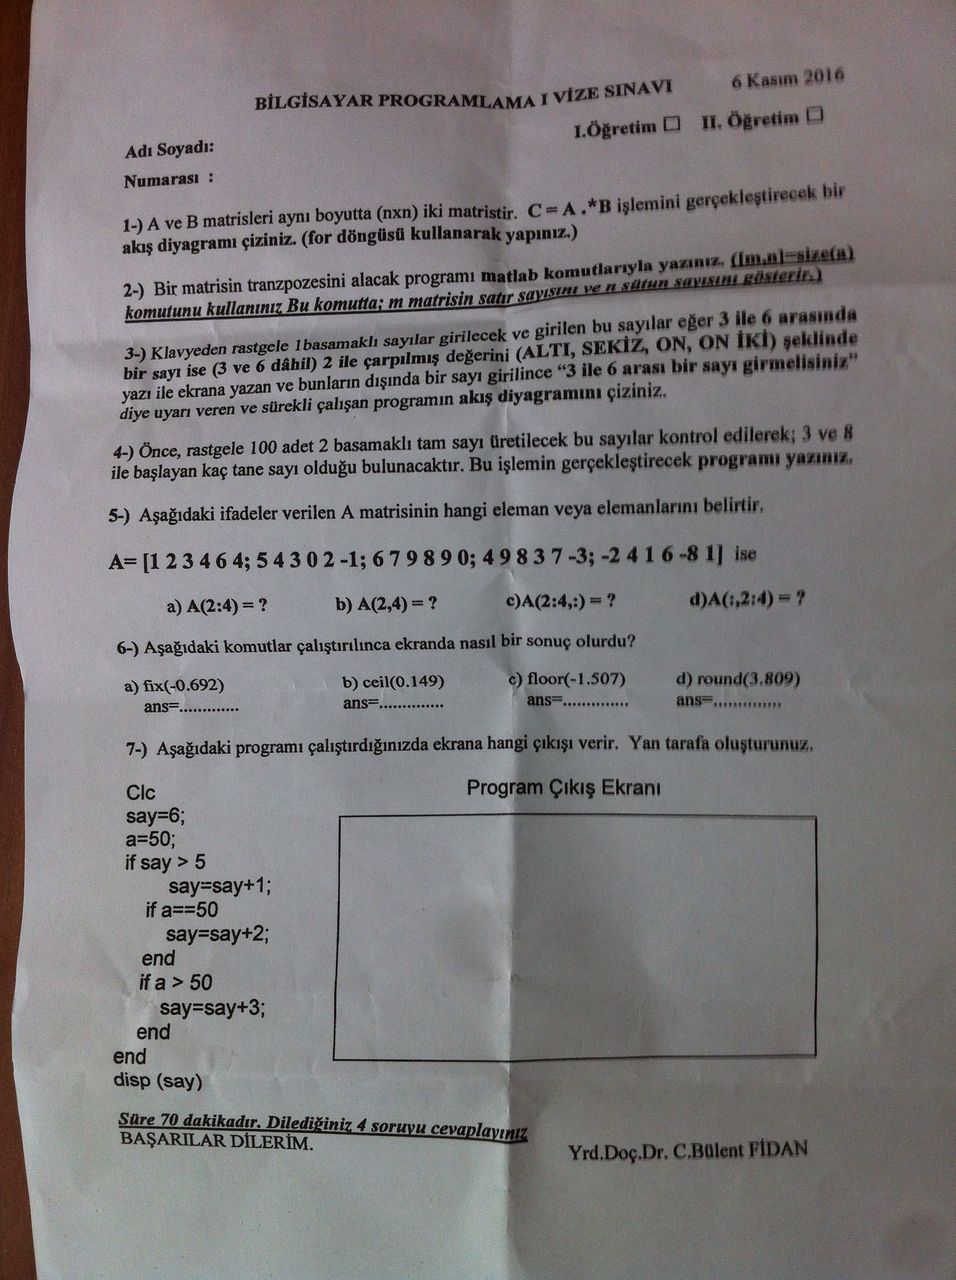 6 Kasım 2016
BİLGİSAYAR PROGRAMLAMA I VİZE SINAVI
I.Öğretim ☐ II. Öğretim ☐
Adı Soyadı:
Numarası :
1-) A ve B matrisleri aynı boyutta (nxn) iki matristir. C = A .*B işlemini gerçekleştirecek bir
akış diyagramı çiziniz. (for döngüsü kullanarak yapınız.)
2-) Bir matrisin tranzpozesini alacak programı matlab komutlarıyla yazınız. ([m,n]=size(a)
komutunu kullanınız Bu komutta; m matrisin satır sayısını ve n sütun sayısını gösterir.)
3-) Klavyeden rastgele 1basamaklı sayılar girilecek ve girilen bu sayılar eğer 3 ile 6 arasında
bir sayı ise (3 ve 6 dâhil) 2 ile çarpılmış değerini (ALTI, SEKİZ, ON, ON İKİ) şeklinde
yazı ile ekrana yazan ve bunların dışında bir sayı girilince “3 ile 6 arası bir sayı girmelisiniz”
diye uyarı veren ve sürekli çalışan programın akış diyagramını çiziniz.
4-) Önce, rastgele 100 adet 2 basamaklı tam sayı üretilecek bu sayılar kontrol edilerek; 3 ve 8
ile başlayan kaç tane sayı olduğu bulunacaktır. Bu işlemin gerçekleştirecek programı yazınız.
5-) Aşağıdaki ifadeler verilen A matrisinin hangi eleman veya elemanlarını belirtir.
A= [1 2 3 4 6 4; 5 4 3 0 2 -1; 6 7 9 8 9 0; 4 9 8 3 7 -3; -2 4 1 6 -8 1] ise
a) A(2:4) = ? b) A(2,4) = ? c)A(2:4,:) = ? d)A(:,2:4) = ?
6-) Aşağıdaki komutlar çalıştırılınca ekranda nasıl bir sonuç olurdu?
a) fix(-0.692) b) ceil(0.149) c) floor(-1.507) d) round(3.809)
ans=............. ans=.............. ans=.............. ans=..............
7-) Aşağıdaki programı çalıştırdığınızda ekrana hangi çıkışı verir. Yan tarafa oluşturunuz.
Program Çıkış Ekranı
Clc
say=6;
a=50;
if say > 5
say=say+1;
if a==50
say=say+2;
end
if a > 50
say=say+3;
end
end
disp (say)
Süre 70 dakikadır. Dilediğiniz 4 soruyu cevaplayınız
BAŞARILAR DİLERİM.
Yrd.Doç.Dr. C.Bülent FİDAN